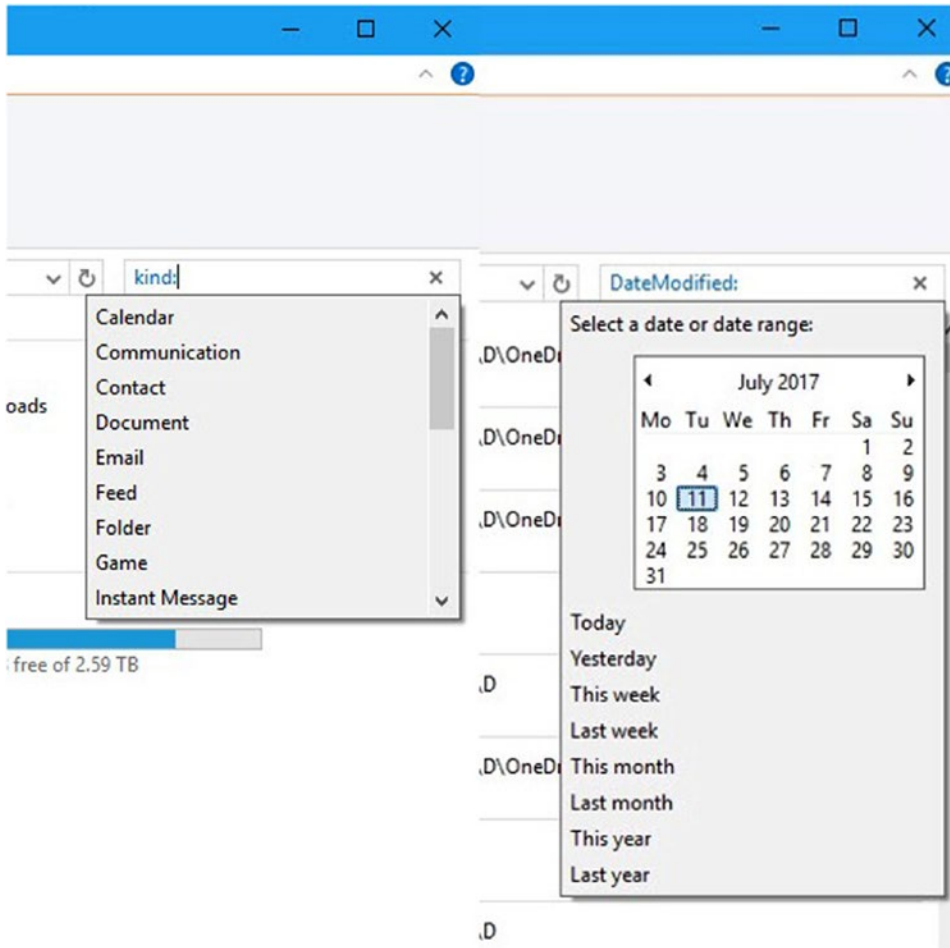 kind:
Calendar
Communication
Contact
Document
Email
Feed
Folder
Game
Instant Message
oads
free of 2.59 TB
DateModified:
Select a date or date range:
July 2017
Mo Tu We Th Fr Sa Su
1 2
3 4 5 6 7 8 9
10 11 12 13 14 15 16
17 18 19 20 21 22 23
24 25 26 27 28 29 30
31
Today
Yesterday
This week
Last week
This month
Last month
This year
Last year
.D\OneDr
.D\OneDr
.D\OneDr
\D
.D\OneDr
\D